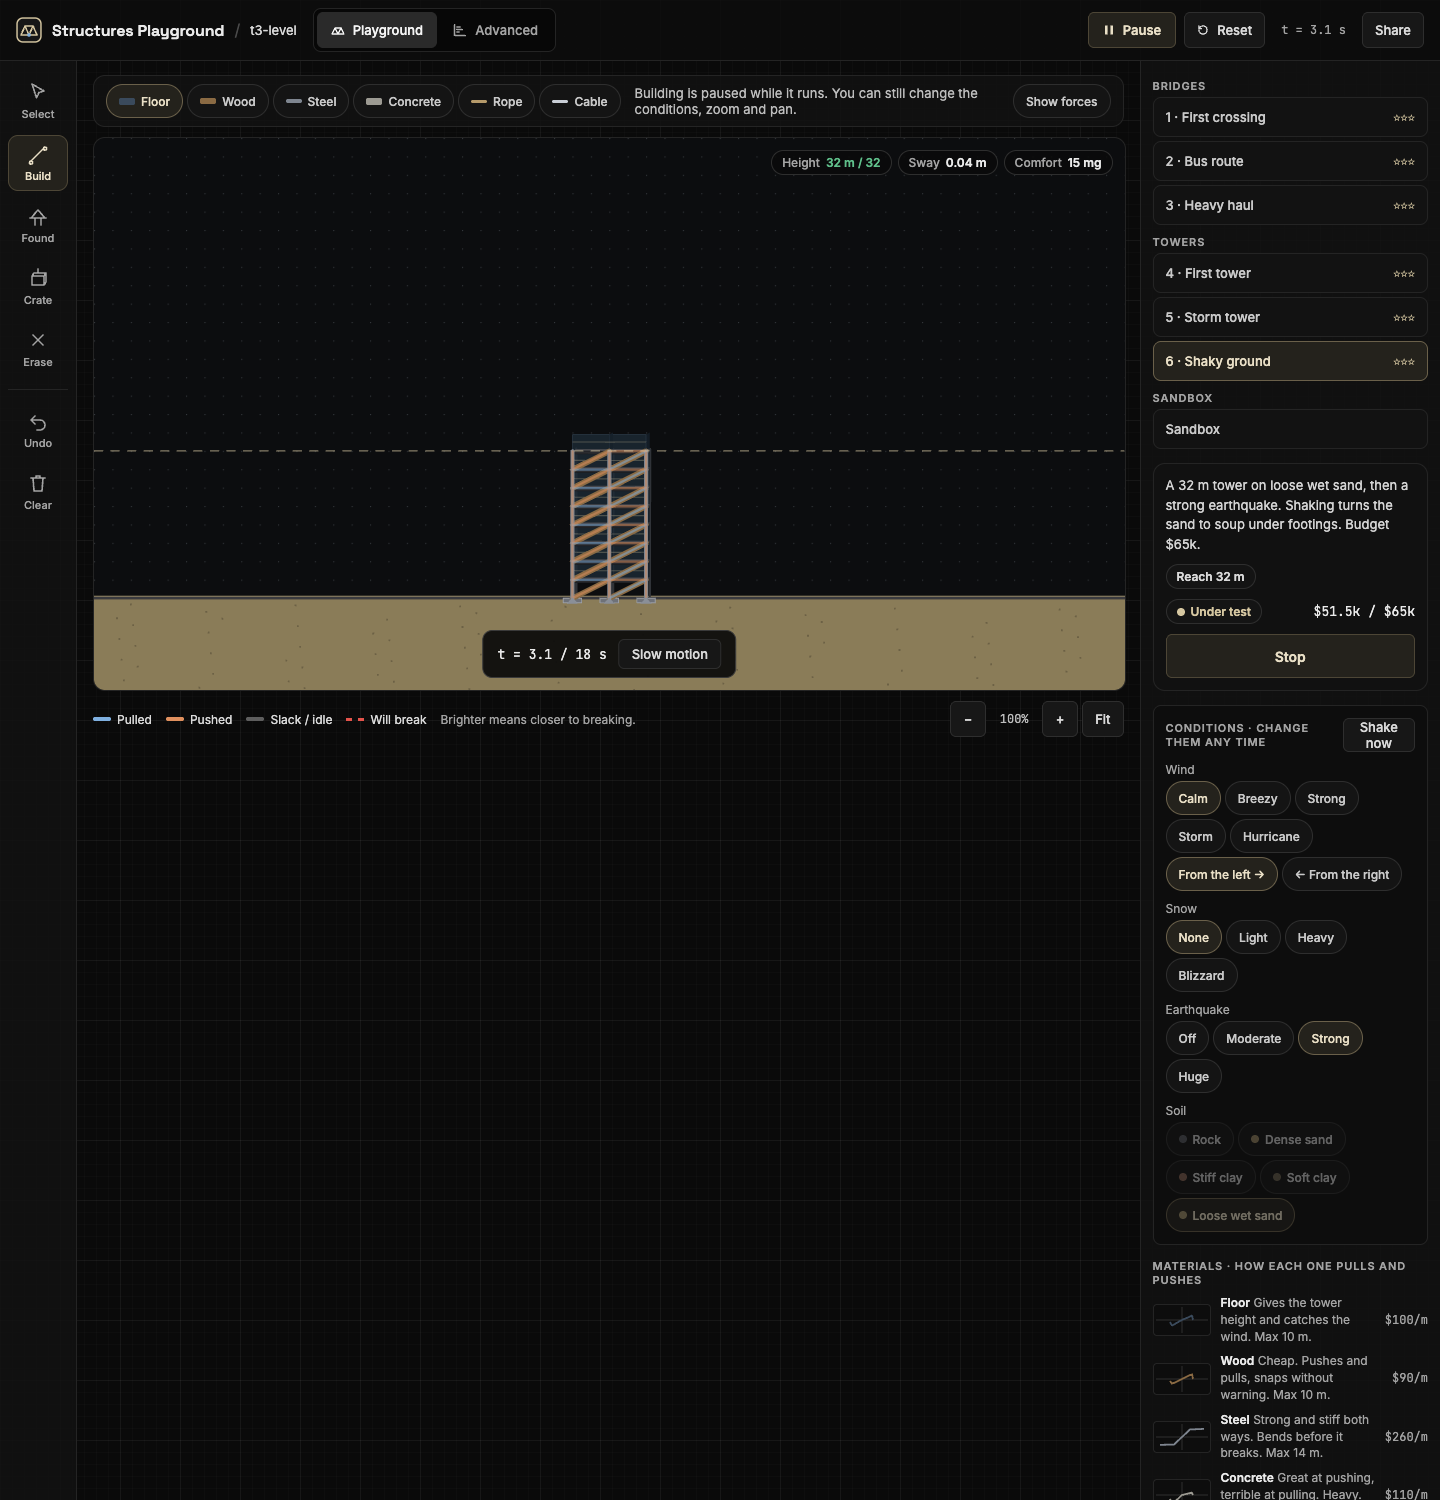 Structures Playground / t3-level
Playground
Advanced
Pause
Reset
t = 3.1 s
Share
Select
Build
Found
Crate
Erase
Undo
Clear
Floor
Wood
Steel
Concrete
Rope
Cable
Building is paused while it runs. You can still change the
conditions, zoom and pan.
Show forces
Height 32 m / 32
Sway 0.04 m
Comfort 15 mg
t = 3.1 / 18 s
Slow motion
Pulled
Pushed
Slack / idle
Will break
Brighter means closer to breaking.
−
100%
+
Fit
BRIDGES
1 · First crossing ☆☆☆
2 · Bus route ☆☆☆
3 · Heavy haul ☆☆☆
TOWERS
4 · First tower ☆☆☆
5 · Storm tower ☆☆☆
6 · Shaky ground ☆☆☆
SANDBOX
Sandbox
A 32 m tower on loose wet sand, then a
strong earthquake. Shaking turns the
sand to soup under footings. Budget
$65k.
Reach 32 m
Under test
$51.5k / $65k
Stop
CONDITIONS · CHANGE
THEM ANY TIME
Shake
now
Wind
Calm
Breezy
Strong
Storm
Hurricane
From the left →
← From the right
Snow
None
Light
Heavy
Blizzard
Earthquake
Off
Moderate
Strong
Huge
Soil
Rock
Dense sand
Stiff clay
Soft clay
Loose wet sand
MATERIALS · HOW EACH ONE PULLS AND
PUSHES
Floor Gives the tower
height and catches the
wind. Max 10 m.
$100/m
Wood Cheap. Pushes and
pulls, snaps without
warning. Max 10 m.
$90/m
Steel Strong and stiff both
ways. Bends before it
breaks. Max 14 m.
$260/m
Concrete Great at pushing,
terrible at pulling. Heavy.
$110/m